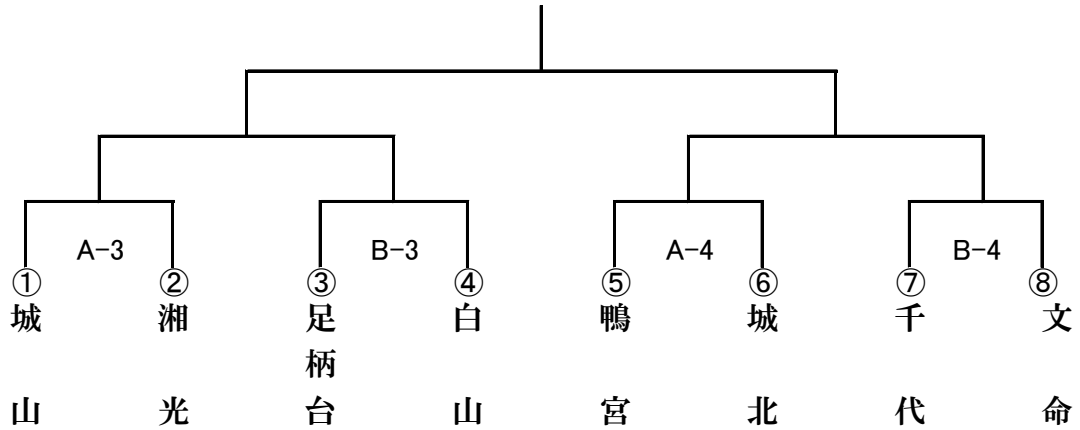 A-3
B-3
A-4
B-4
①
城山
②
湘光
③
足柄台
④
白山
⑤
鴨宮
⑥
城北
⑦
千代
⑧
文命